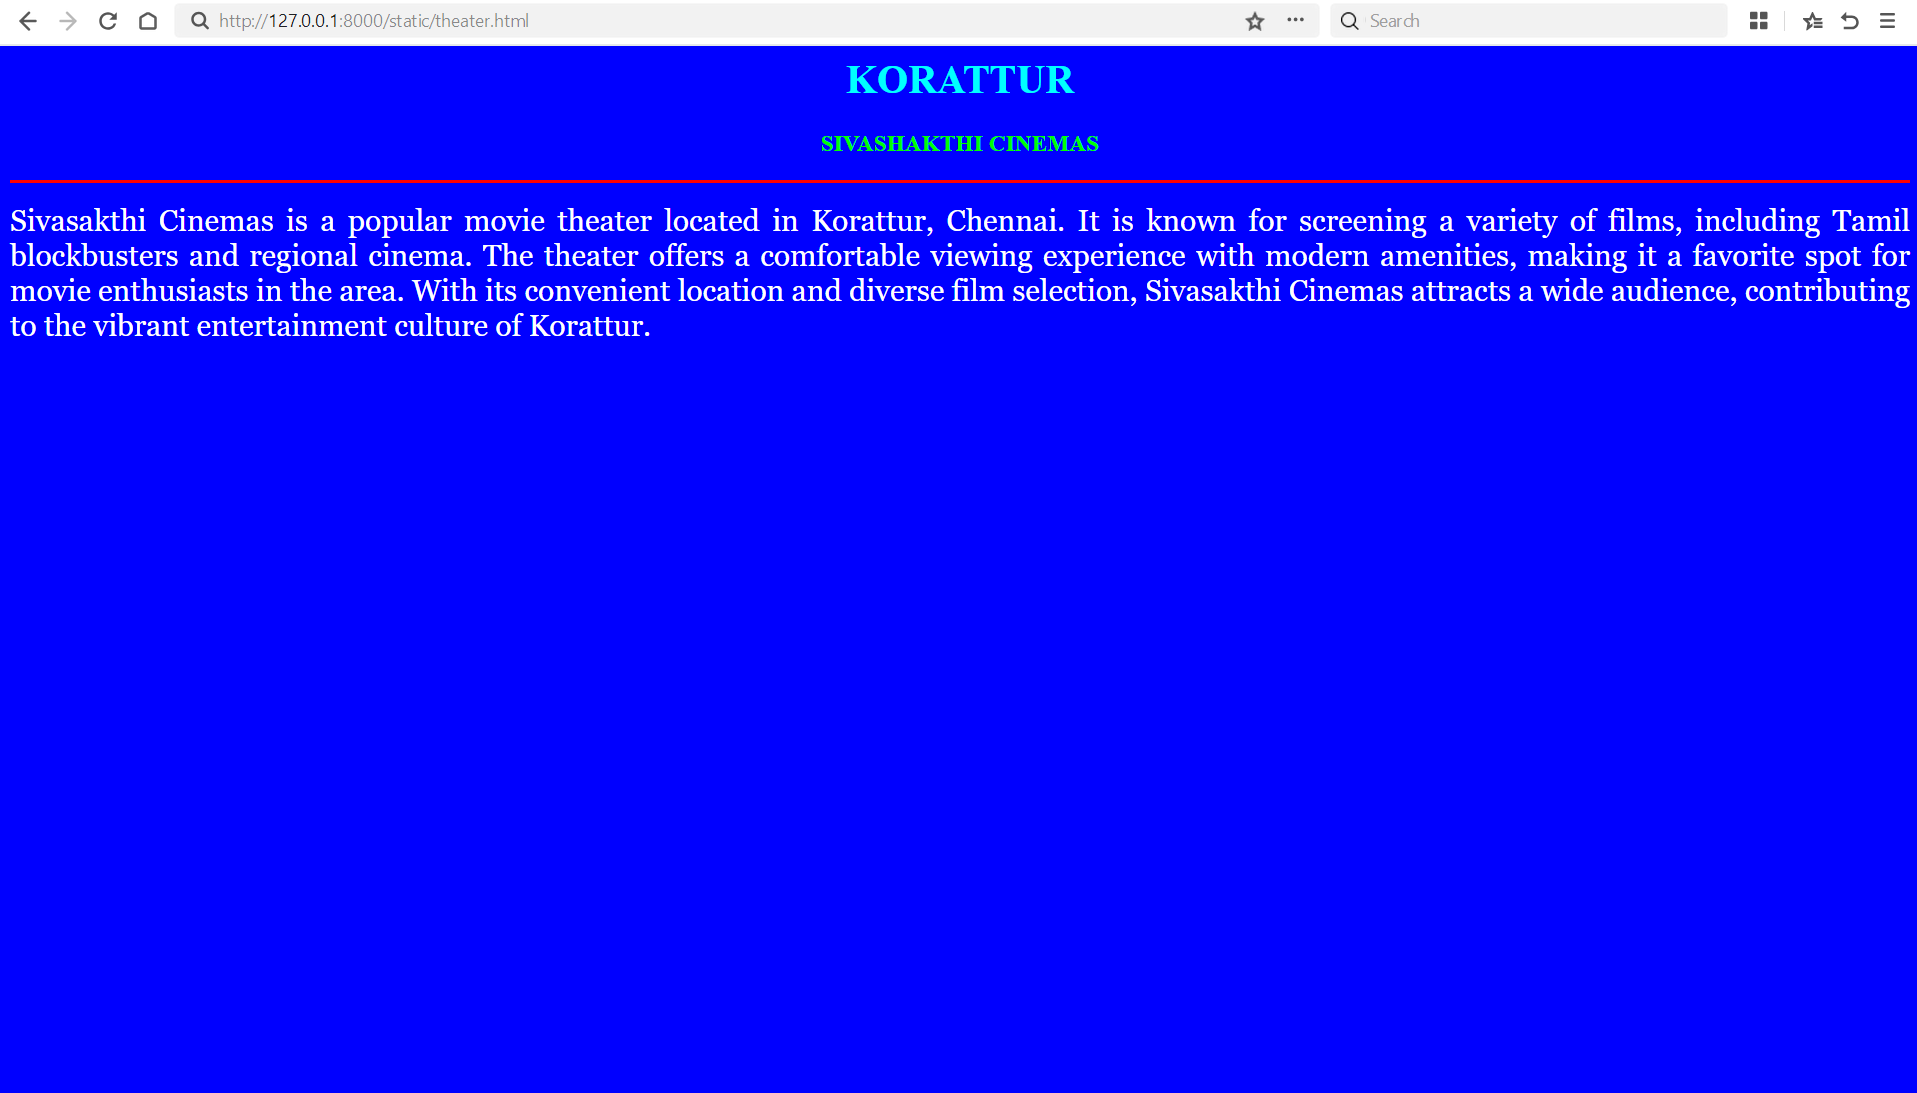 http://127.0.0.1:8000/static/theater.html
Search
KORATTUR
SIVASHAKTHI CINEMAS
Sivasakthi Cinemas is a popular movie theater located in Korattur, Chennai. It is known for screening a variety of films, including Tamil
blockbusters and regional cinema. The theater offers a comfortable viewing experience with modern amenities, making it a favorite spot for
movie enthusiasts in the area. With its convenient location and diverse film selection, Sivasakthi Cinemas attracts a wide audience, contributing
to the vibrant entertainment culture of Korattur.